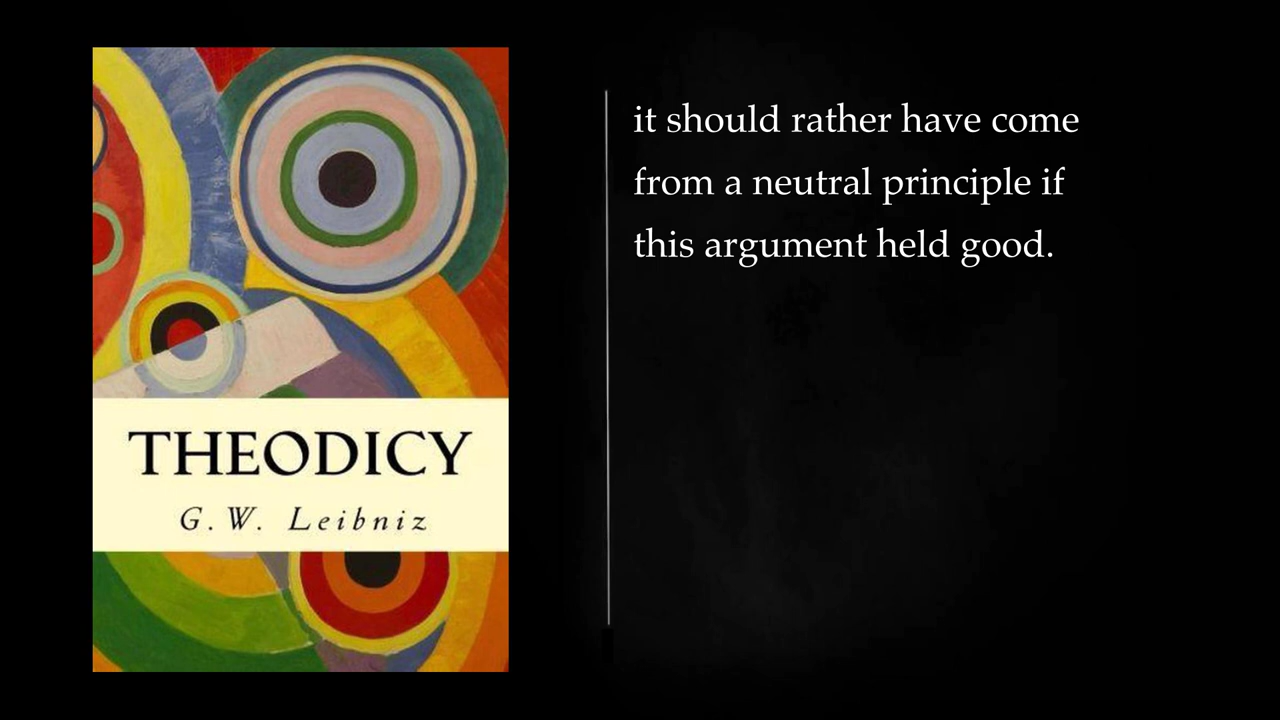 THEODICY
G. W. Leibniz
it should rather have come
from a neutral principle if
this argument held good.